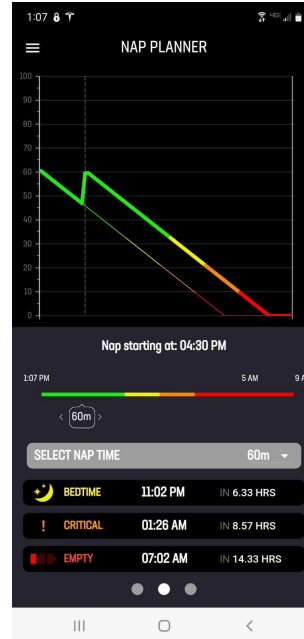 1:07
NAP PLANNER
100
90
80
70
60
50
40
30
20
10
0
Nap starting at: 04:30 PM
1:07 PM 5 AM 9 A
< 60m >
SELECT NAP TIME 60m
BEDTIME 11:02 PM IN 6.33 HRS
! CRITICAL 01:26 AM IN 8.57 HRS
EMPTY 07:02 AM IN 14.33 HRS